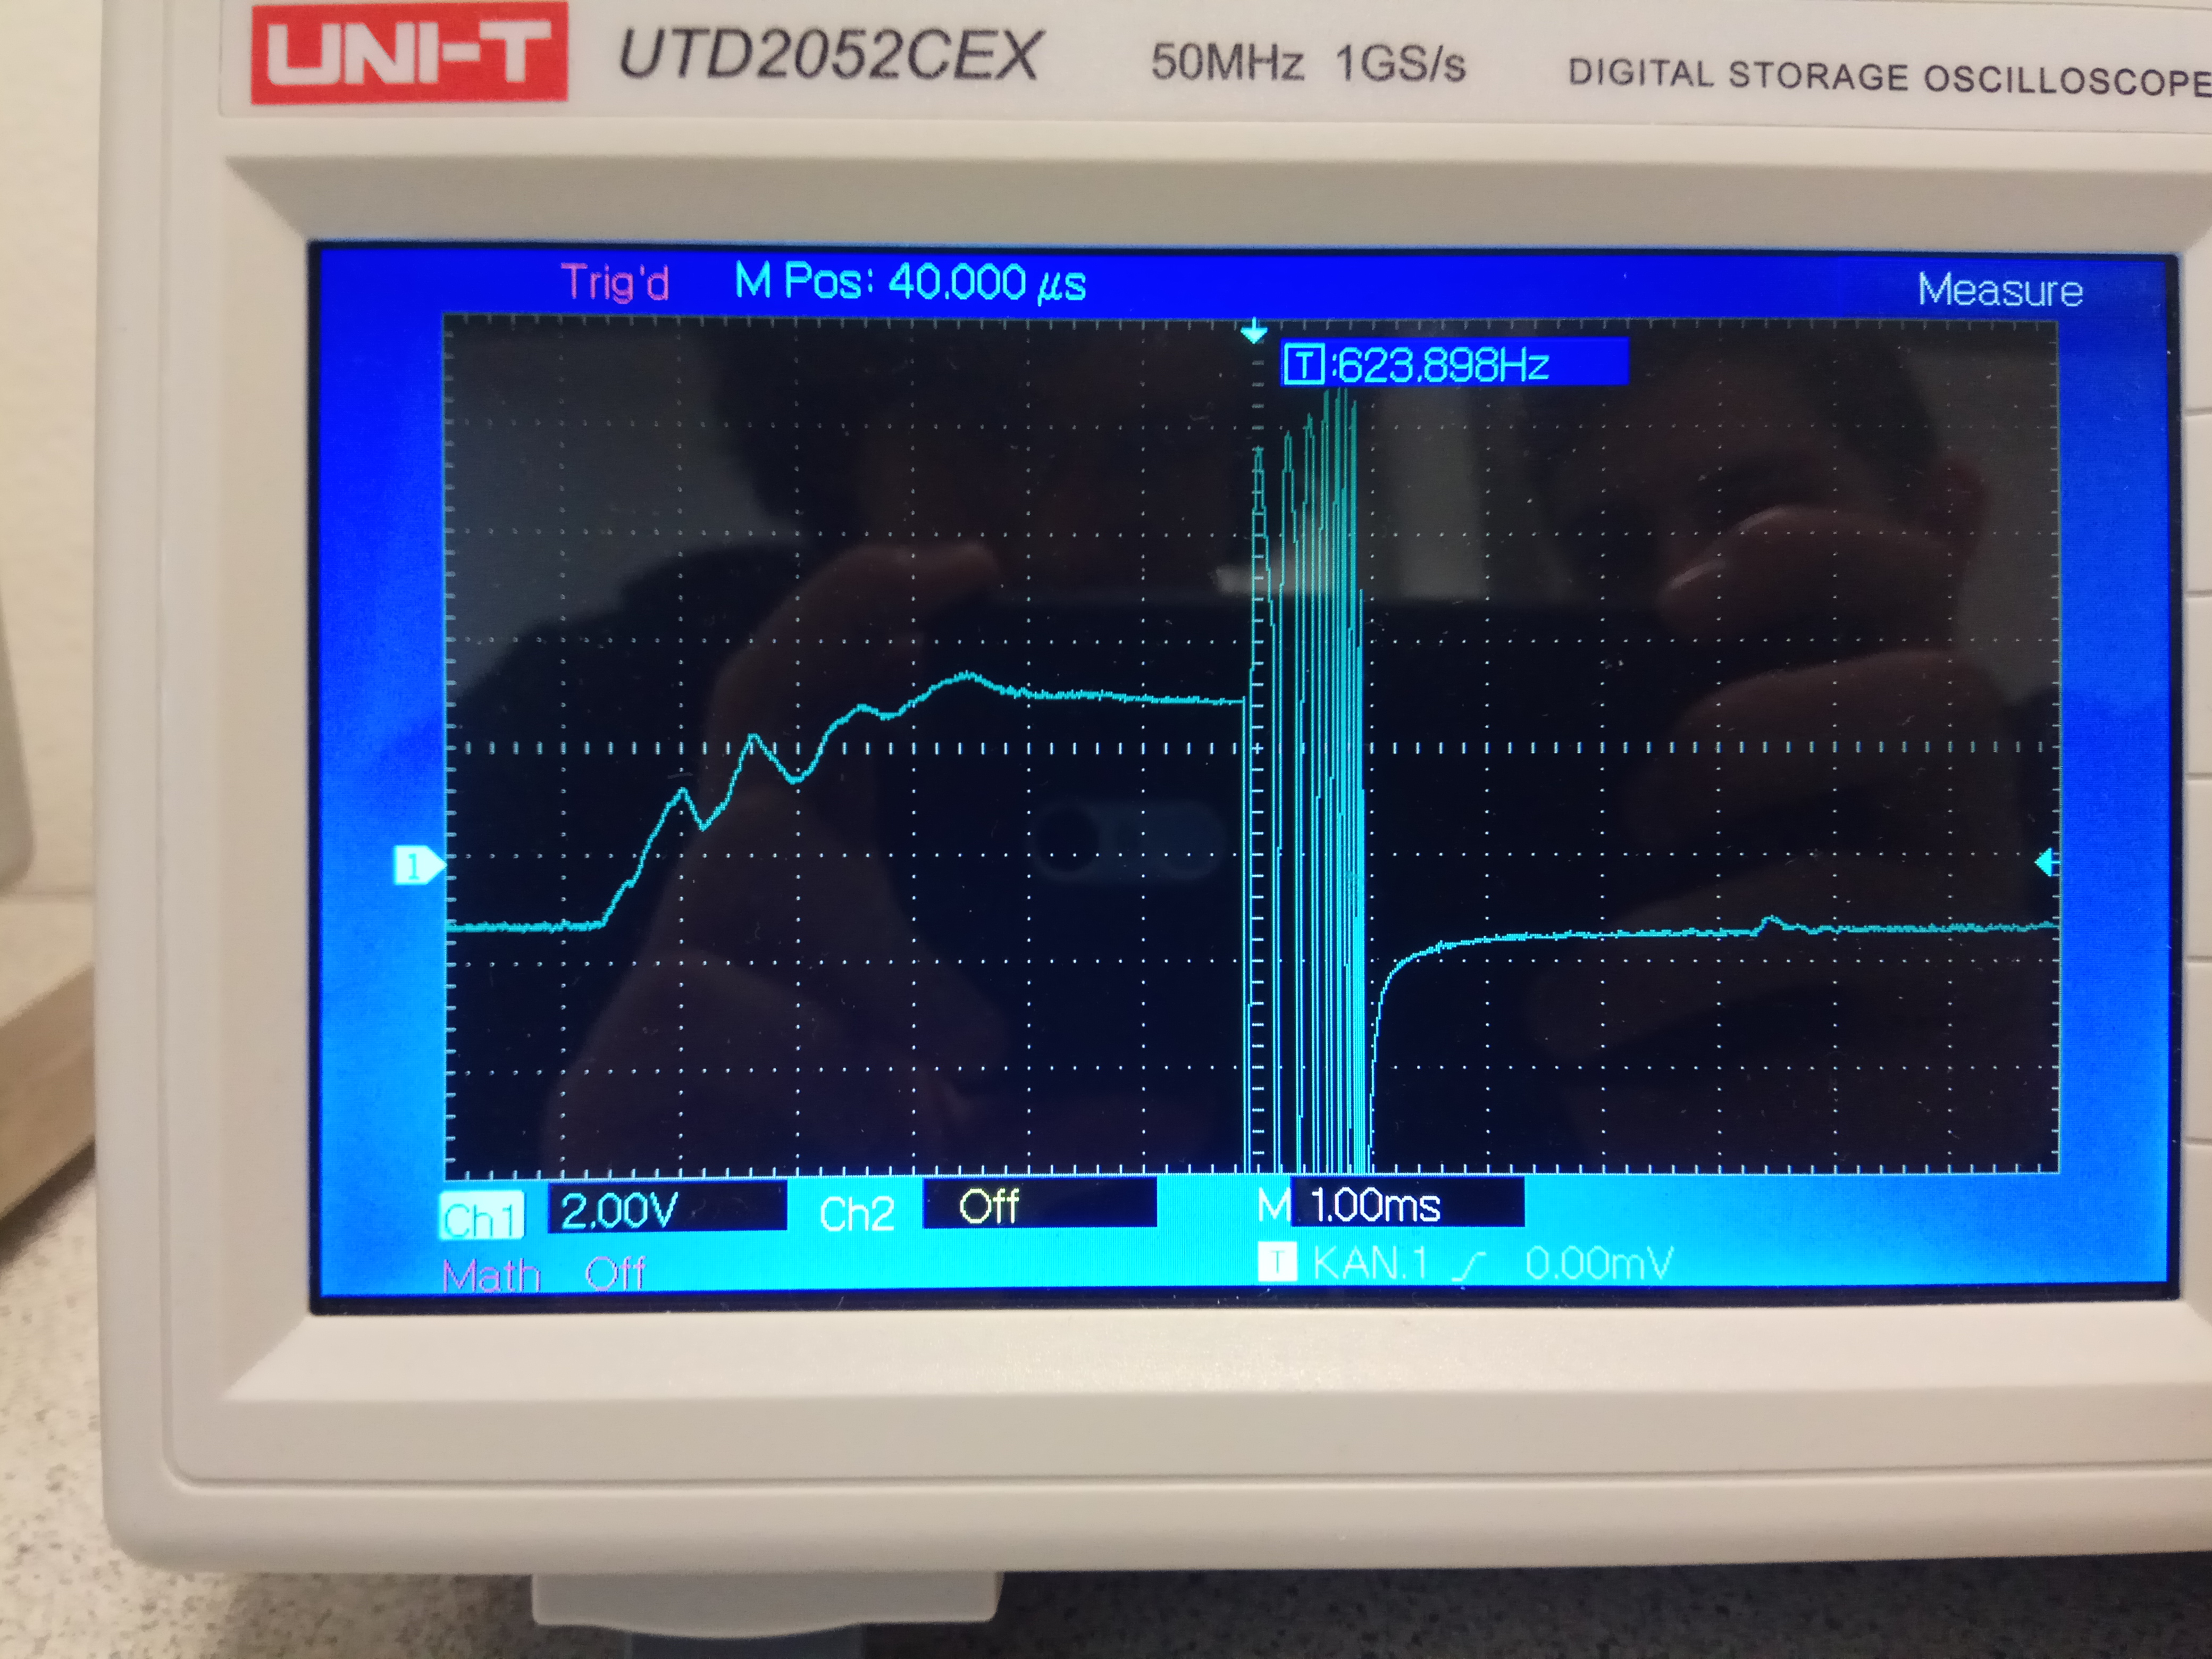 UNI-T UTD2052CEX 50MHz 1GS/s DIGITAL STORAGE OSCILLOSCOPE
Trig'd M Pos: 40.000 μs Measure
T :623.898Hz
1
Ch1 2.00V Ch2 Off M 1.00ms
Math Off T KAN.1 0.00mV